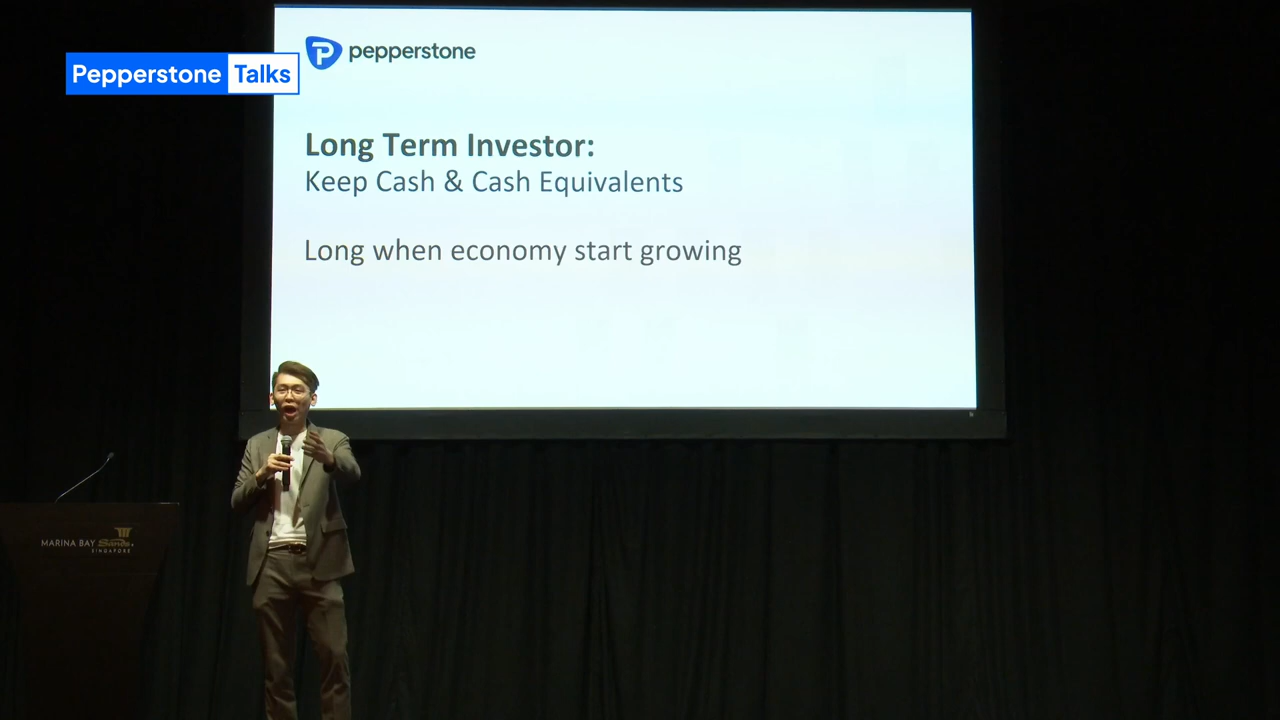 Pepperstone Talks
pepperstone
Long Term Investor:
Keep Cash & Cash Equivalents
Long when economy start growing
MARINA BAY Sands.
SINGAPORE